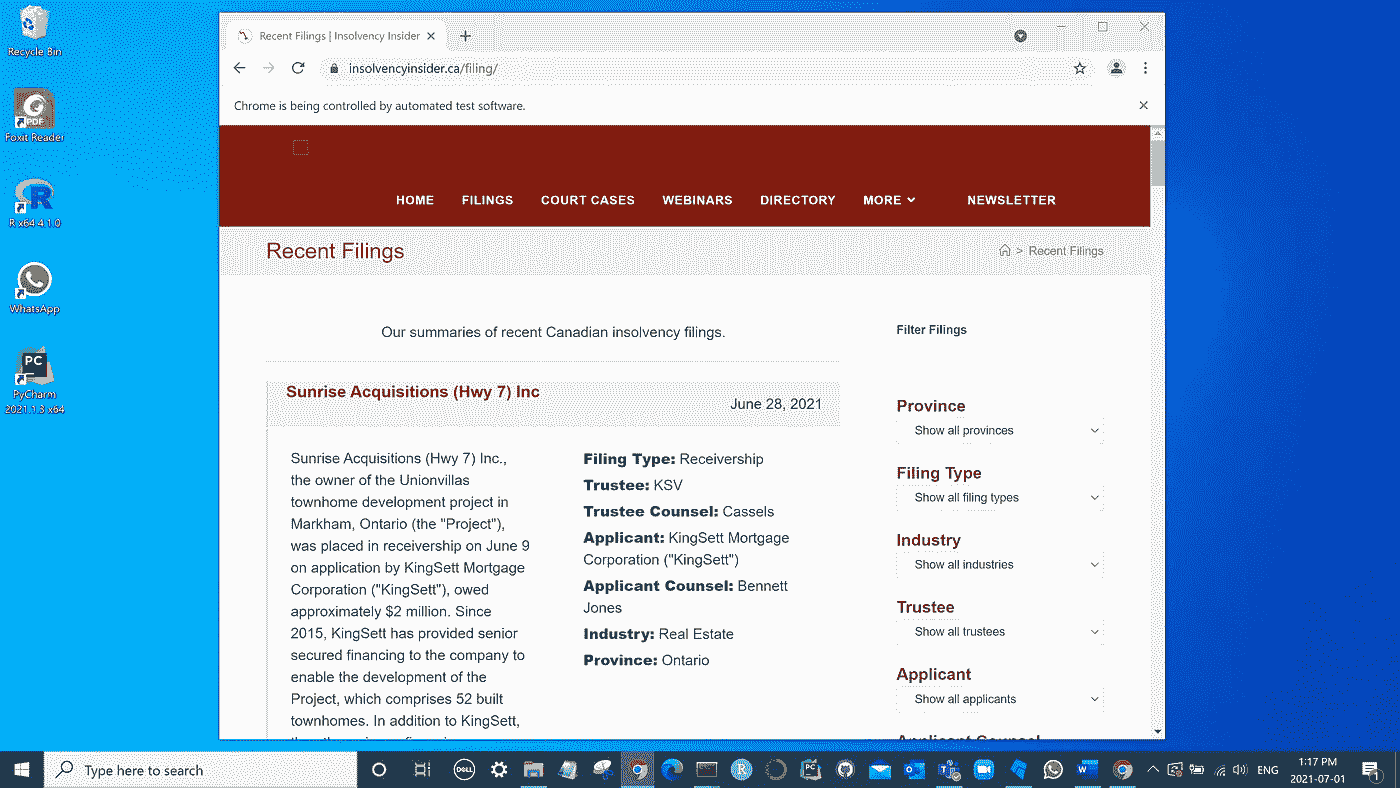 Recycle Bin
PDF
Foxit Reader
R x64 4.1.0
WhatsApp
PC
PyCharm
2021.1.3 x64
Recent Filings | Insolvency Insider
insolvencyinsider.ca/filing/
Chrome is being controlled by automated test software.
HOME FILINGS COURT CASES WEBINARS DIRECTORY MORE NEWSLETTER
Recent Filings
> Recent Filings
Our summaries of recent Canadian insolvency filings.
Sunrise Acquisitions (Hwy 7) Inc
June 28, 2021
Sunrise Acquisitions (Hwy 7) Inc.,
the owner of the Unionvillas
townhome development project in
Markham, Ontario (the "Project"),
was placed in receivership on June 9
on application by KingSett Mortgage
Corporation ("KingSett"), owed
approximately $2 million. Since
2015, KingSett has provided senior
secured financing to the company to
enable the development of the
Project, which comprises 52 built
townhomes. In addition to KingSett,
Filing Type: Receivership
Trustee: KSV
Trustee Counsel: Cassels
Applicant: KingSett Mortgage
Corporation ("KingSett")
Applicant Counsel: Bennett
Jones
Industry: Real Estate
Province: Ontario
Filter Filings
Province
Show all provinces
Filing Type
Show all filing types
Industry
Show all industries
Trustee
Show all trustees
Applicant
Show all applicants
Applicant Counsel
Type here to search
DELL
PC
ENG
1:17 PM
2021-07-01
1